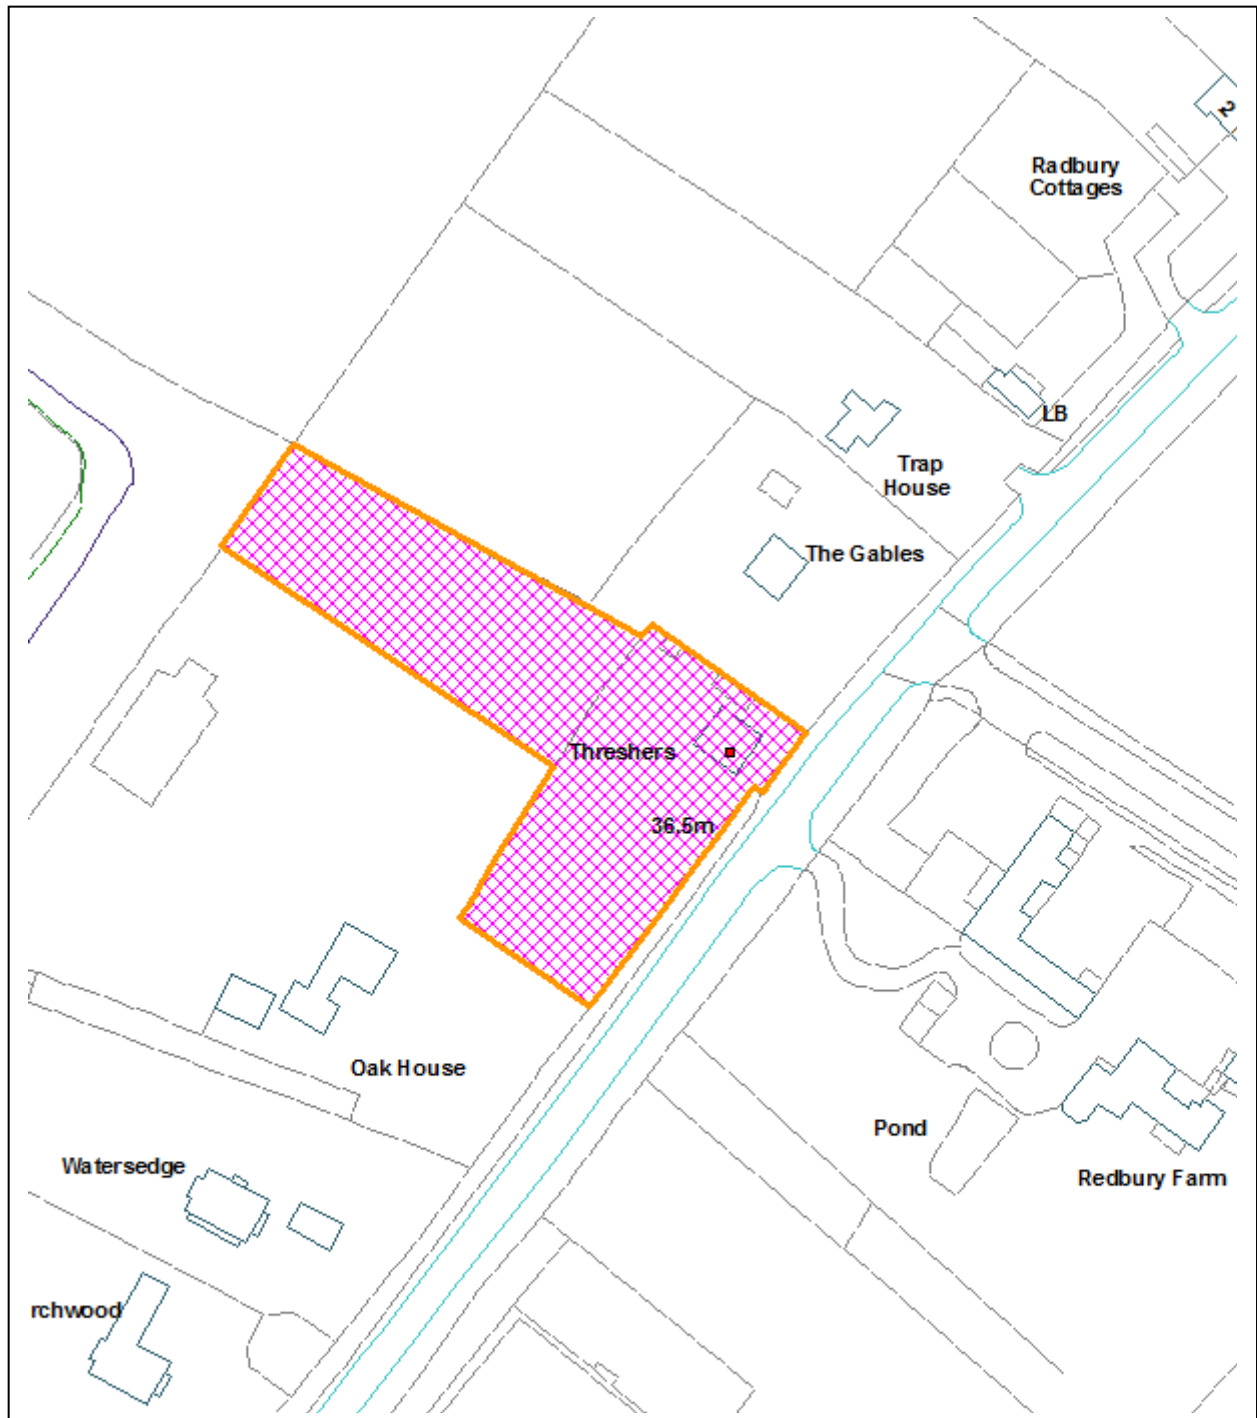 2
Radbury
Cottages
LB
Trap
House
The Gables
Threshers
36.5m
Oak House
Pond
Watersedge
Redbury Farm
rchwood